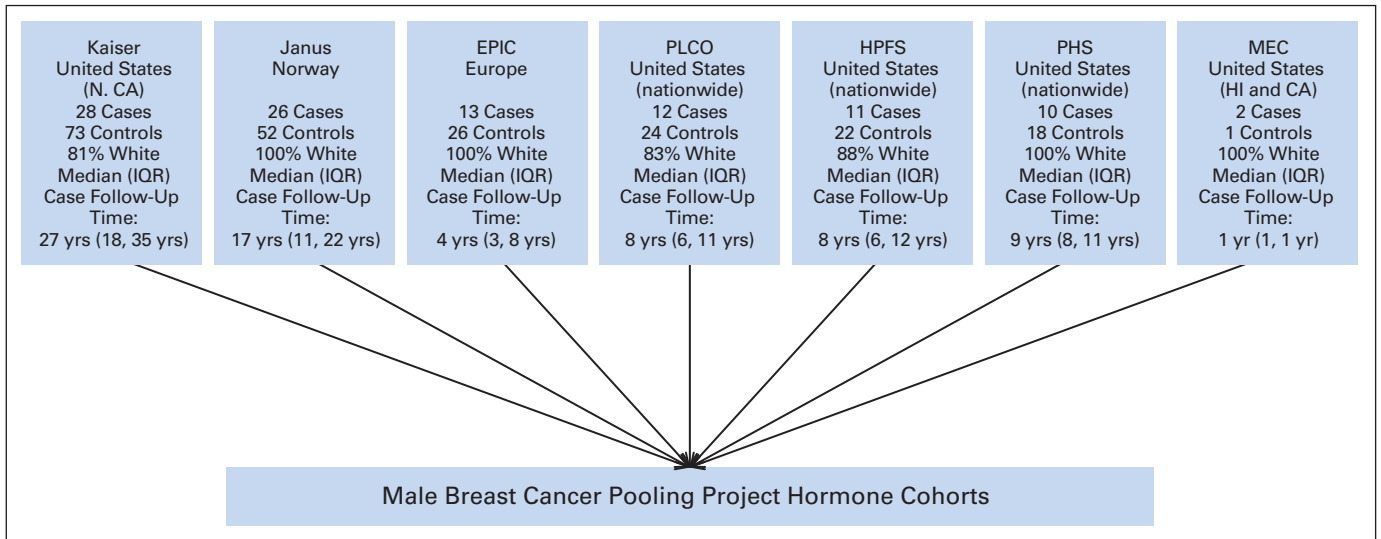 Kaiser
United States
(N. CA)
28 Cases
73 Controls
81% White
Median (IQR)
Case Follow-Up
Time:
27 yrs (18, 35 yrs)
Janus
Norway
26 Cases
52 Controls
100% White
Median (IQR)
Case Follow-Up
Time:
17 yrs (11, 22 yrs)
EPIC
Europe
13 Cases
26 Controls
100% White
Median (IQR)
Case Follow-Up
Time:
4 yrs (3, 8 yrs)
PLCO
United States
(nationwide)
12 Cases
24 Controls
83% White
Median (IQR)
Case Follow-Up
Time:
8 yrs (6, 11 yrs)
HPFS
United States
(nationwide)
11 Cases
22 Controls
88% White
Median (IQR)
Case Follow-Up
Time:
8 yrs (6, 12 yrs)
PHS
United States
(nationwide)
10 Cases
18 Controls
100% White
Median (IQR)
Case Follow-Up
Time:
9 yrs (8, 11 yrs)
MEC
United States
(HI and CA)
2 Cases
1 Controls
100% White
Median (IQR)
Case Follow-Up
Time:
1 yr (1, 1 yr)
Male Breast Cancer Pooling Project Hormone Cohorts